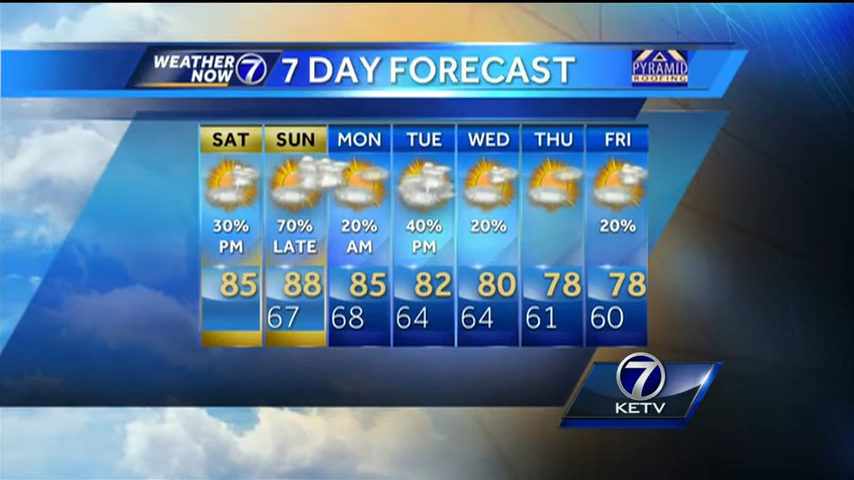 WEATHER NOW 7
7 DAY FORECAST
PYRAMID
ROOFING
SAT SUN MON TUE WED THU FRI
30% 70% 20% 40% 20% 20%
PM LATE AM PM
85 88 85 82 80 78 78
67 68 64 64 61 60
7
KETV